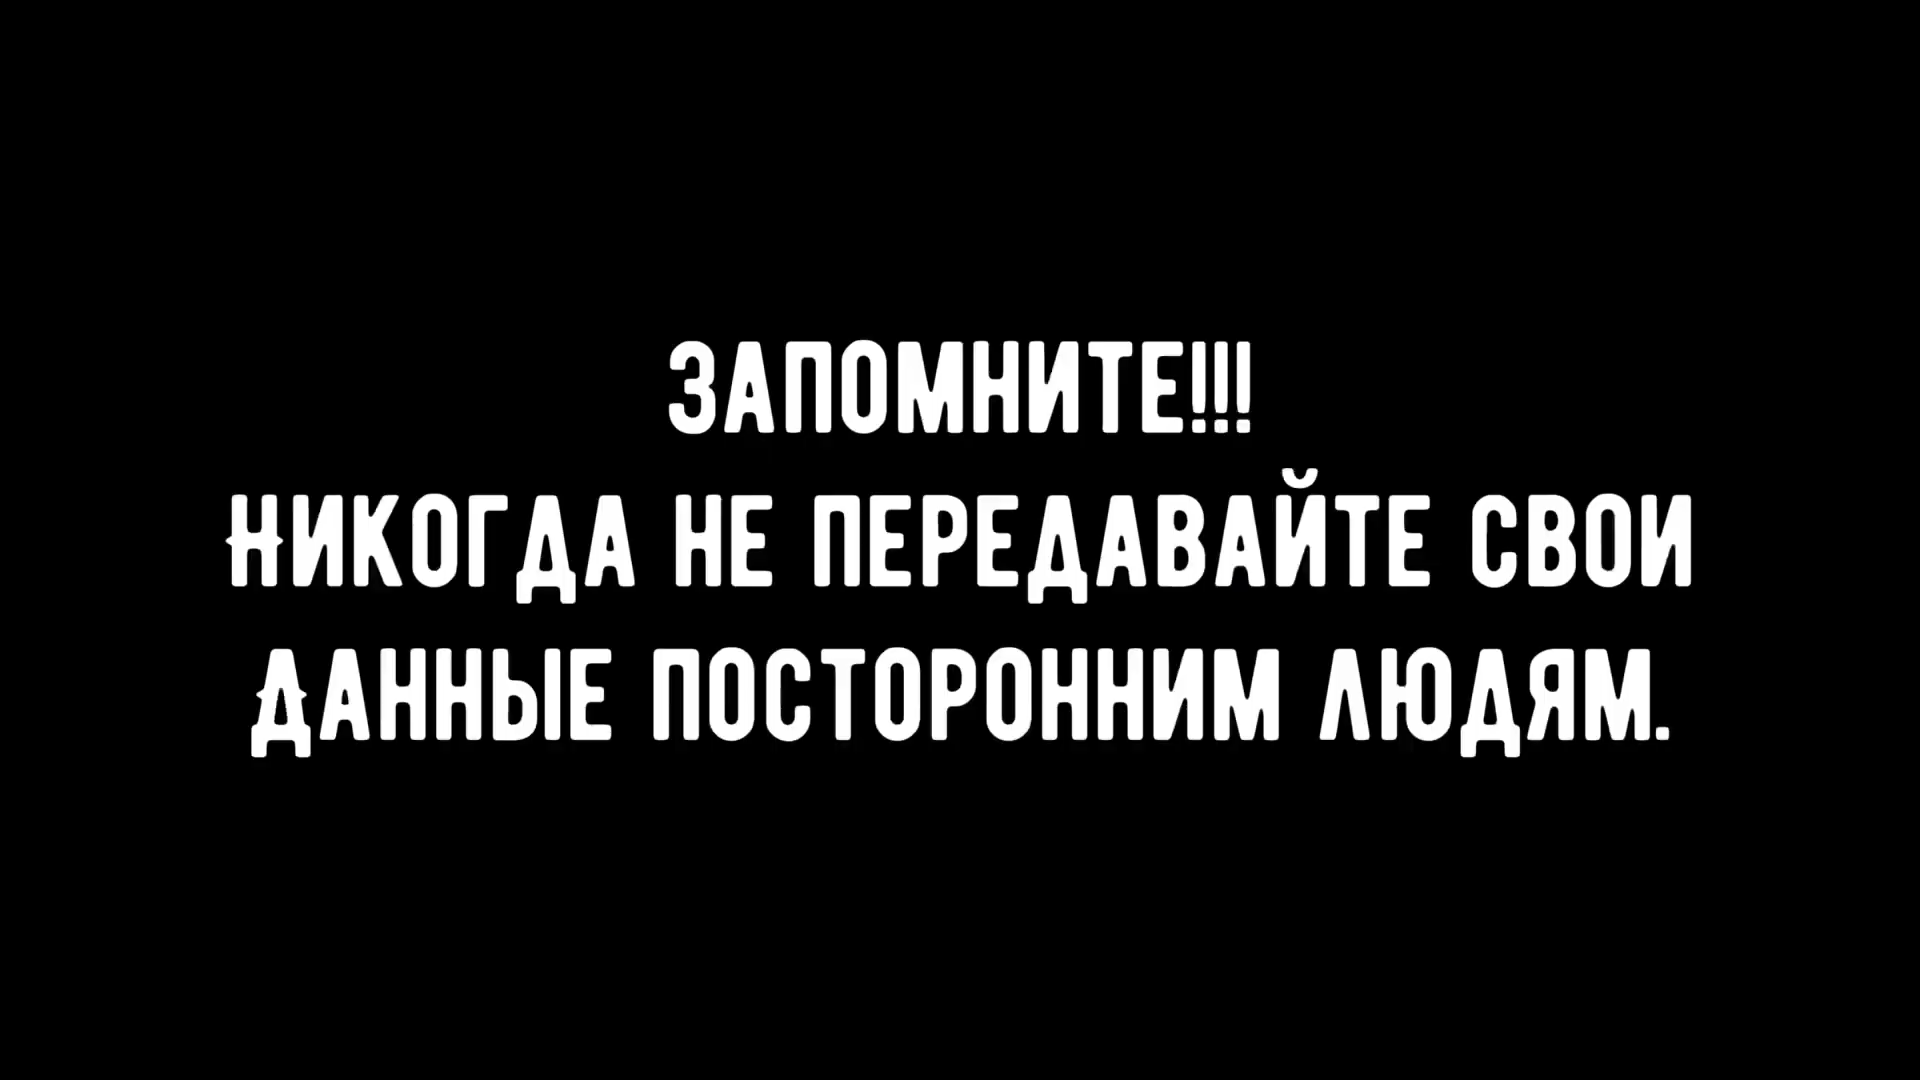 ЗАПОМНИТЕ!!!
НИКОГДА НЕ ПЕРЕДАВАЙТЕ СВОИ
ДАННЫЕ ПОСТОРОННИМ ЛЮДЯМ.